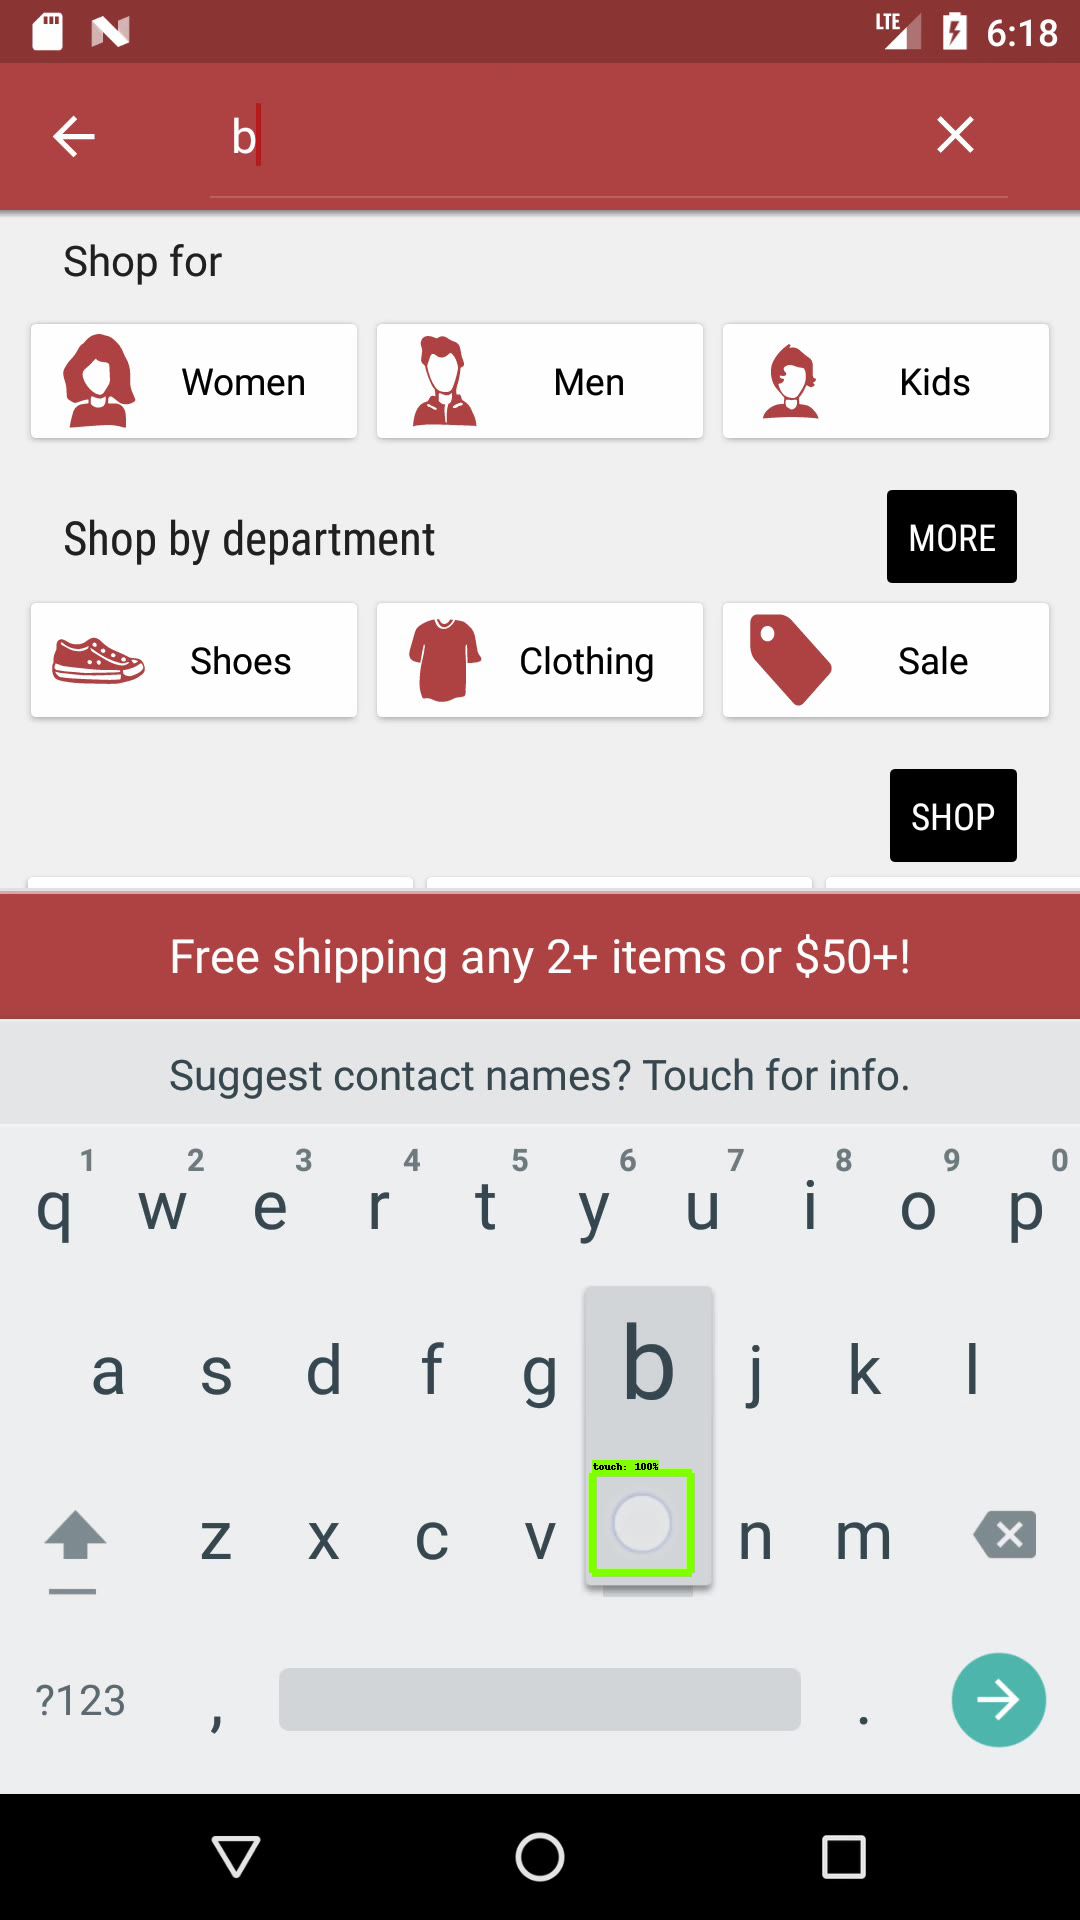 LTE 6:18
b
Shop for
Women Men Kids
Shop by department MORE
Shoes Clothing Sale
SHOP
Free shipping any 2+ items or $50+!
Suggest contact names? Touch for info.
1 2 3 4 5 6 7 8 9 0
q w e r t y u i o p
a s d f g b j k l
touch: 100%
z x c v n m
?123 , .